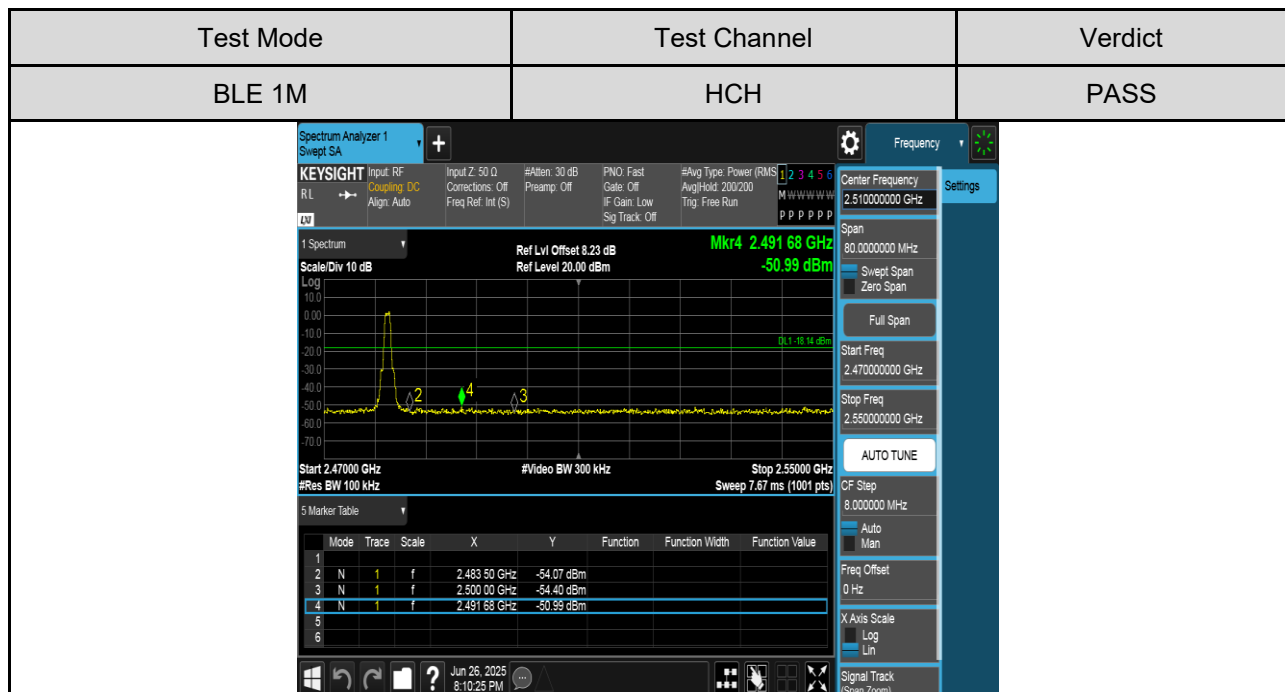 Test Mode Test Channel Verdict
BLE 1M HCH PASS
Spectrum Analyzer 1
Swept SA
+
Frequency
KEYSIGHT
RL
LXI
Input: RF
Coupling: DC
Align: Auto
Input Z: 50 Ω
Corrections: Off
Freq Ref: Int (S)
#Atten: 30 dB
Preamp: Off
PNO: Fast
Gate: Off
IF Gain: Low
Sig Track: Off
#Avg Type: Power (RMS
Avg|Hold: 200/200
Trig: Free Run
1 2 3 4 5 6
M W W W W W
P P P P P P
1 Spectrum
Scale/Div 10 dB
Ref Lvl Offset 8.23 dB
Ref Level 20.00 dBm
Mkr4 2.491 68 GHz
-50.99 dBm
Log
10.0
0.00
-10.0
-20.0
-30.0
-40.0
-50.0
-60.0
-70.0
DL1 -18.14 dBm
2
4
3
Start 2.47000 GHz #Video BW 300 kHz Stop 2.55000 GHz
#Res BW 100 kHz Sweep 7.67 ms (1001 pts)
5 Marker Table
Mode Trace Scale X Y Function Function Width Function Value
1
2 N 1 f 2.483 50 GHz -54.07 dBm
3 N 1 f 2.500 00 GHz -54.40 dBm
4 N 1 f 2.491 68 GHz -50.99 dBm
5
6
?
Jun 26, 2025
8:10:25 PM
Center Frequency
2.510000000 GHz
Settings
Span
80.0000000 MHz
Swept Span
Zero Span
Full Span
Start Freq
2.470000000 GHz
Stop Freq
2.550000000 GHz
AUTO TUNE
CF Step
8.000000 MHz
Auto
Man
Freq Offset
0 Hz
X Axis Scale
Log
Lin
Signal Track
(Span Zoom)